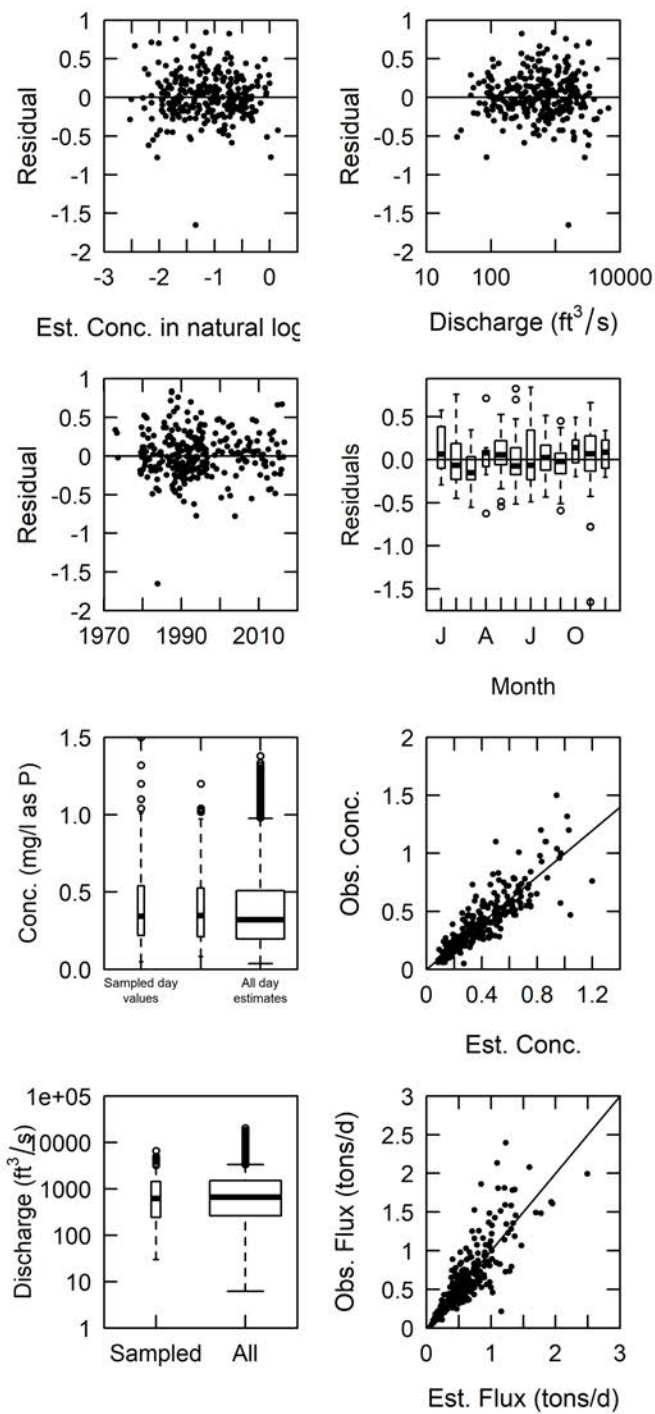 1
0.5
0
-0.5
-1
-1.5
-2
Residual
-3 -2 -1 0
Est. Conc. in natural log
1
0.5
0
-0.5
-1
-1.5
-2
Residual
10 100 10000
Discharge (ft³/s)
1
0.5
0
-0.5
-1
-1.5
-2
Residual
1970 1990 2010
1.0
0.5
0.0
-0.5
-1.0
-1.5
Residuals
J A J O
Month
1.5
1.0
0.5
0.0
Conc. (mg/l as P)
Sampled day values
All day estimates
2
1.5
1
0.5
0
Obs. Conc.
0 0.4 0.8 1.2
Est. Conc.
1e+05
10000
1000
100
10
1
Discharge (ft³/s)
Sampled All
3
2.5
2
1.5
1
0.5
0
Obs. Flux (tons/d)
0 1 2 3
Est. Flux (tons/d)